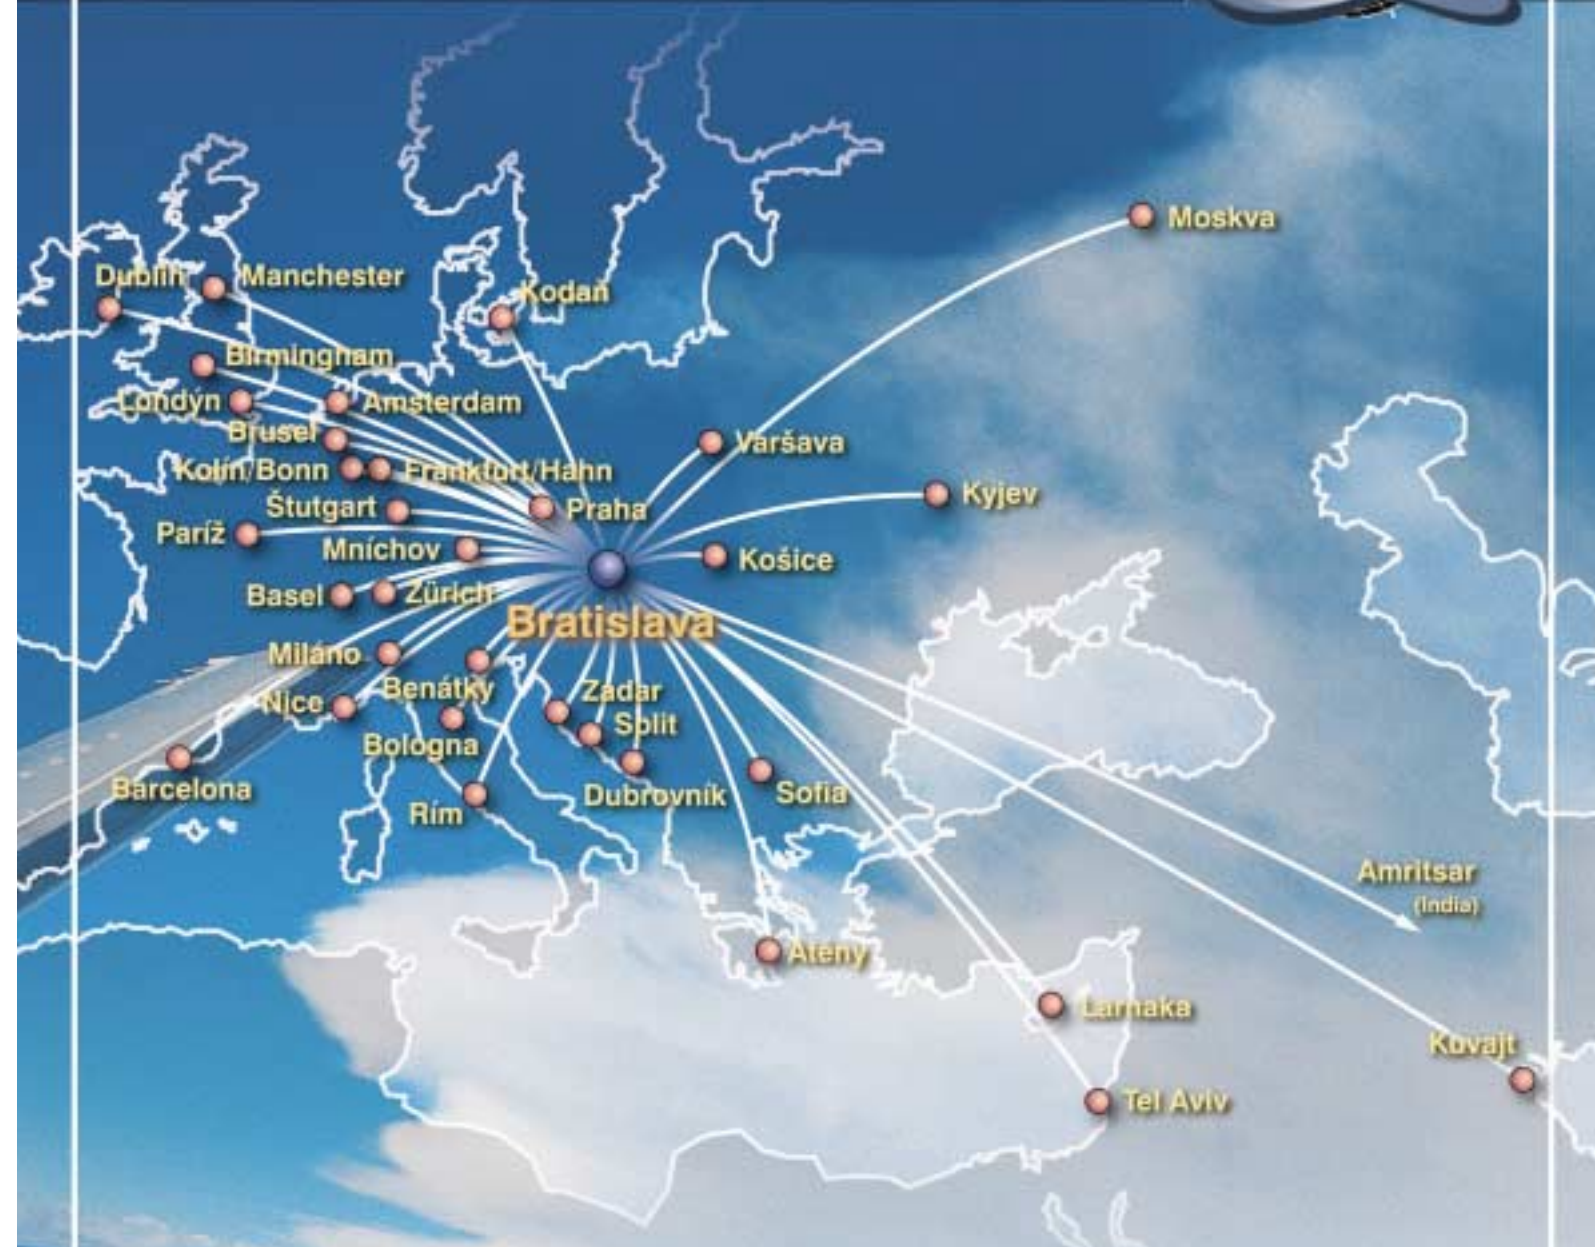 Moskva
Dublin
Manchester
Kodaň
Birmingham
Londýn
Amsterdam
Brusel
Varšava
Kolín/Bonn
Frankfurt/Hahn
Kyjev
Štutgart
Praha
Paríž
Mníchov
Košice
Basel
Zürich
Bratislava
Miláno
Benátky
Zadar
Nice
Split
Bologna
Barcelona
Dubrovník
Sofia
Rím
Amritsar
(India)
Atény
Larnaka
Kuvajt
Tel Aviv